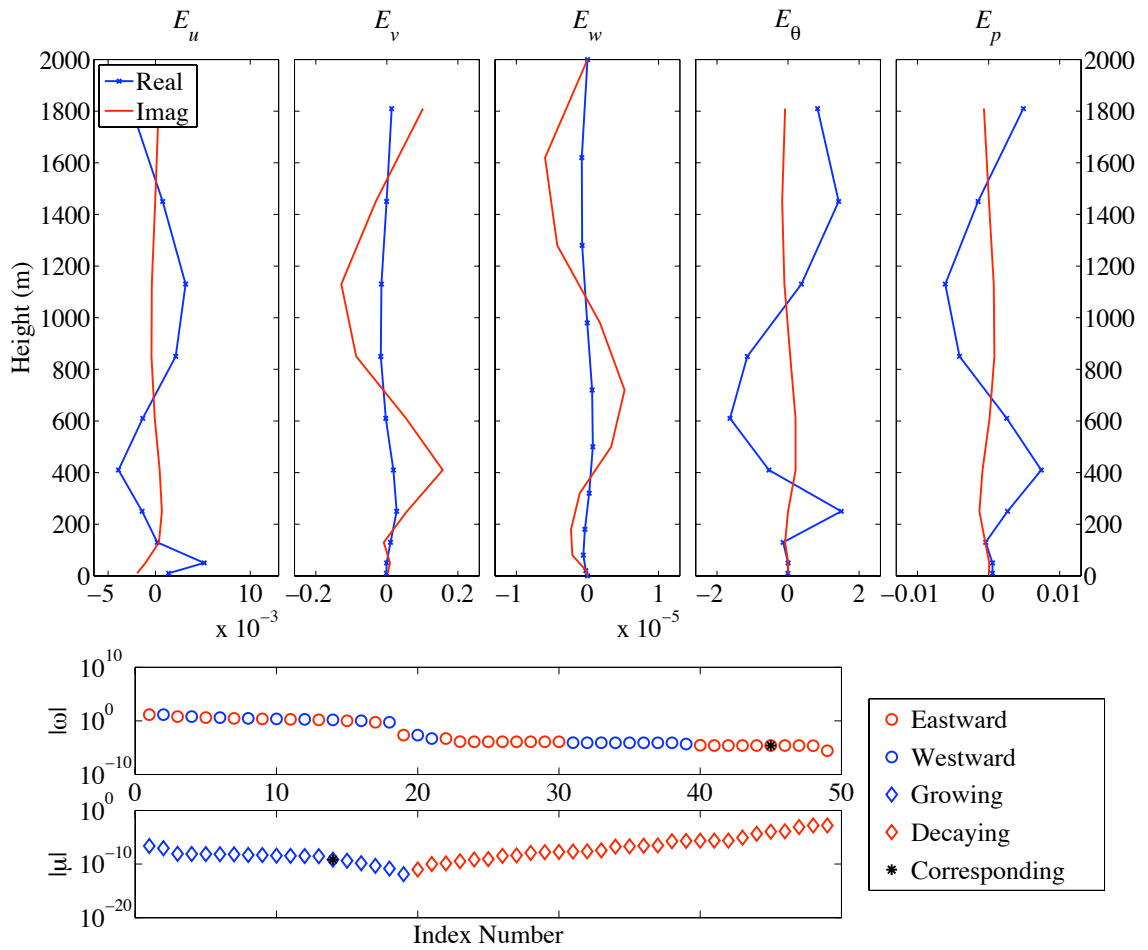 E_u E_v E_w E_θ E_p
Real
Imag
Height (m)
2000
1800
1600
1400
1200
1000
800
600
400
200
0
2000
1800
1600
1400
1200
1000
800
600
400
200
0
−5 0 5 10
x 10^−3
−0.2 0 0.2
−1 0 1
x 10^−5
−2 0 2
−0.01 0 0.01
|ω|
10^10
10^0
10^−10
0 10 20 30 40 50
|μ|
10^0
10^−10
10^−20
Index Number
Eastward
Westward
Growing
Decaying
Corresponding